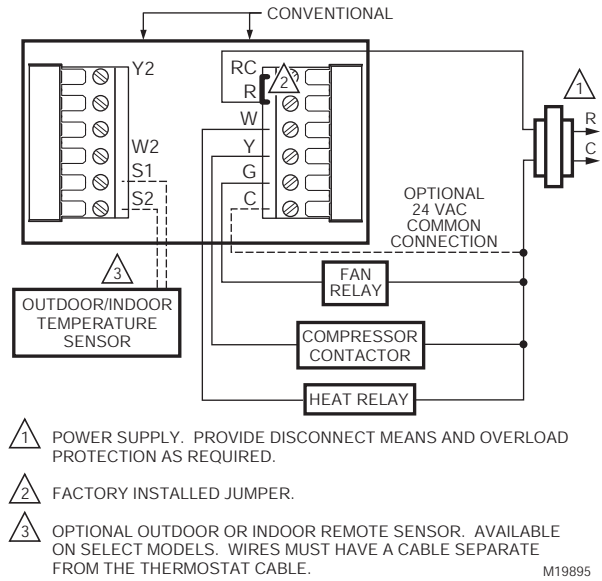 CONVENTIONAL
Y2
RC
2
R
W
W2
Y
S1
G
S2
C
1
R
C
OPTIONAL
24 VAC
COMMON
CONNECTION
3
OUTDOOR/INDOOR
TEMPERATURE
SENSOR
FAN
RELAY
COMPRESSOR
CONTACTOR
HEAT RELAY
1 POWER SUPPLY. PROVIDE DISCONNECT MEANS AND OVERLOAD
PROTECTION AS REQUIRED.
2 FACTORY INSTALLED JUMPER.
3 OPTIONAL OUTDOOR OR INDOOR REMOTE SENSOR. AVAILABLE
ON SELECT MODELS. WIRES MUST HAVE A CABLE SEPARATE
FROM THE THERMOSTAT CABLE.
M19895